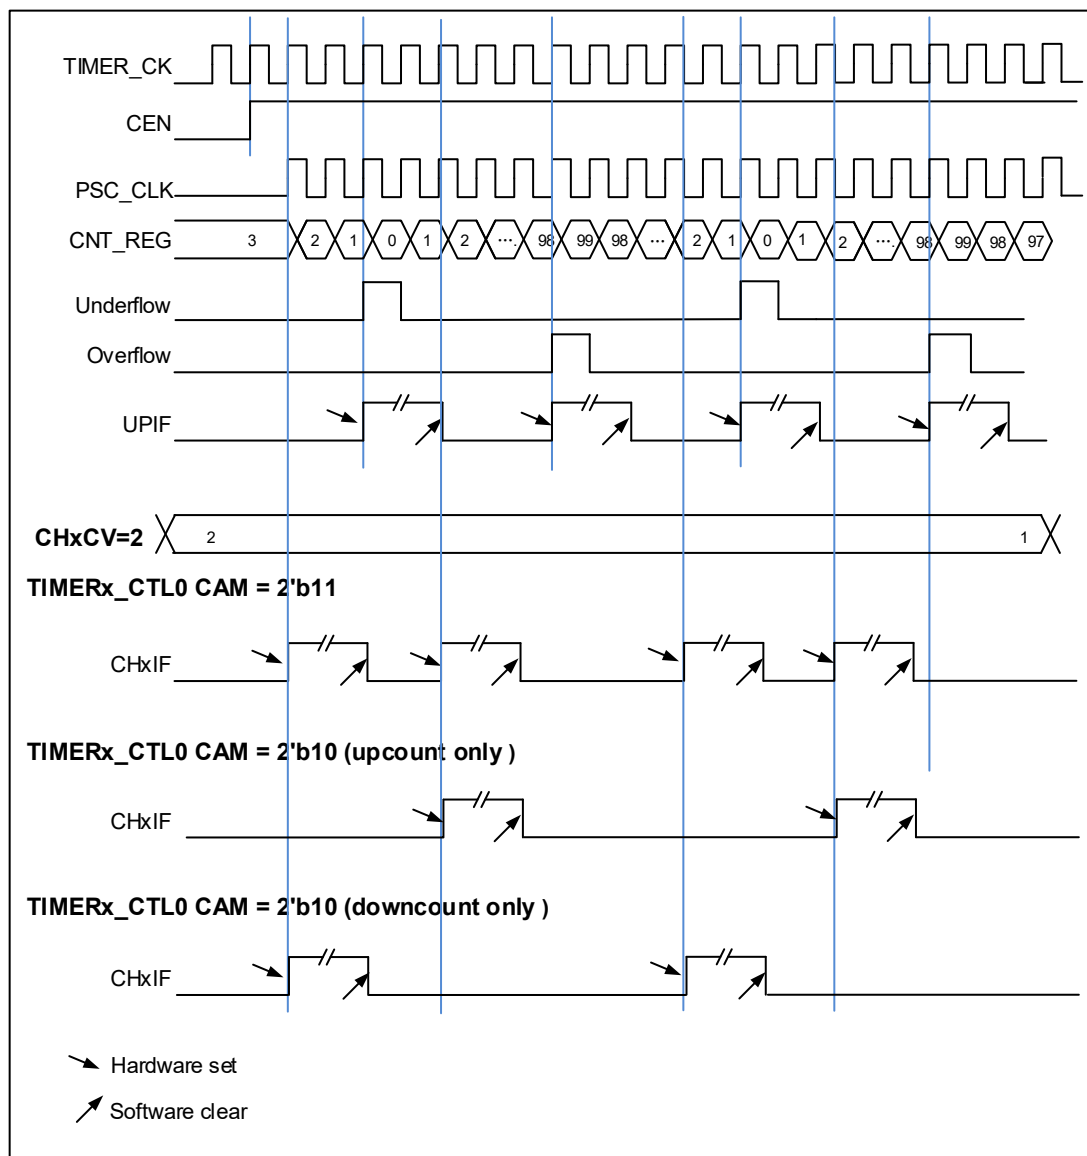 TIMER_CK
CEN
PSC_CLK
CNT_REG 3 2 1 0 1 2 ... 98 99 98 ... 2 1 0 1 2 ... 98 99 98 97
Underflow
Overflow
UPIF
CHxCV=2 2 1
TIMERx_CTL0 CAM = 2'b11
CHxIF
TIMERx_CTL0 CAM = 2'b10 (upcount only )
CHxIF
TIMERx_CTL0 CAM = 2'b10 (downcount only )
CHxIF
Hardware set
Software clear